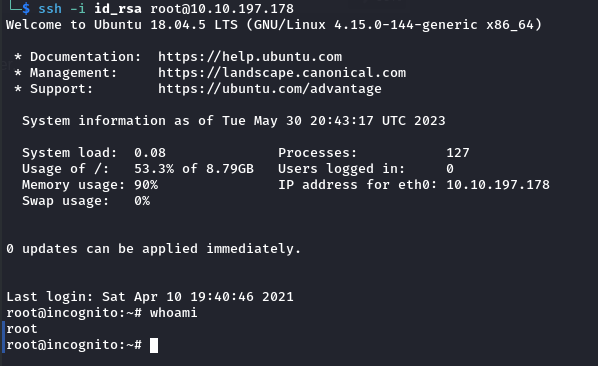 $ ssh -i id_rsa root@10.10.197.178
Welcome to Ubuntu 18.04.5 LTS (GNU/Linux 4.15.0-144-generic x86_64)
* Documentation:  https://help.ubuntu.com
* Management:     https://landscape.canonical.com
* Support:        https://ubuntu.com/advantage
System information as of Tue May 30 20:43:17 UTC 2023
System load:  0.08              Processes:           127
Usage of /:   53.3% of 8.79GB   Users logged in:     0
Memory usage: 90%               IP address for eth0: 10.10.197.178
Swap usage:   0%
0 updates can be applied immediately.
Last login: Sat Apr 10 19:40:46 2021
root@incognito:~# whoami
root
root@incognito:~#